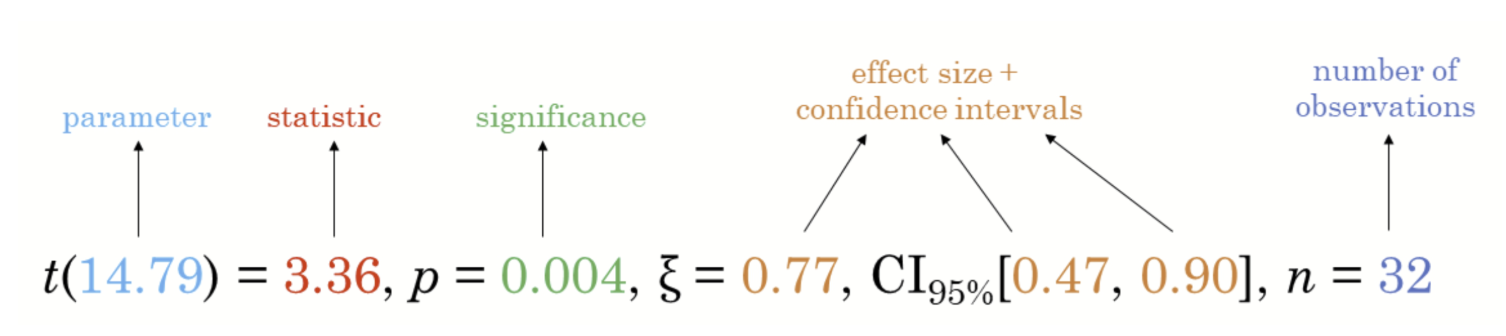 effect size +
number of
parameter statistic significance confidence intervals observations
t(14.79) = 3.36, p = 0.004, ξ = 0.77, CI95%[0.47, 0.90], n = 32